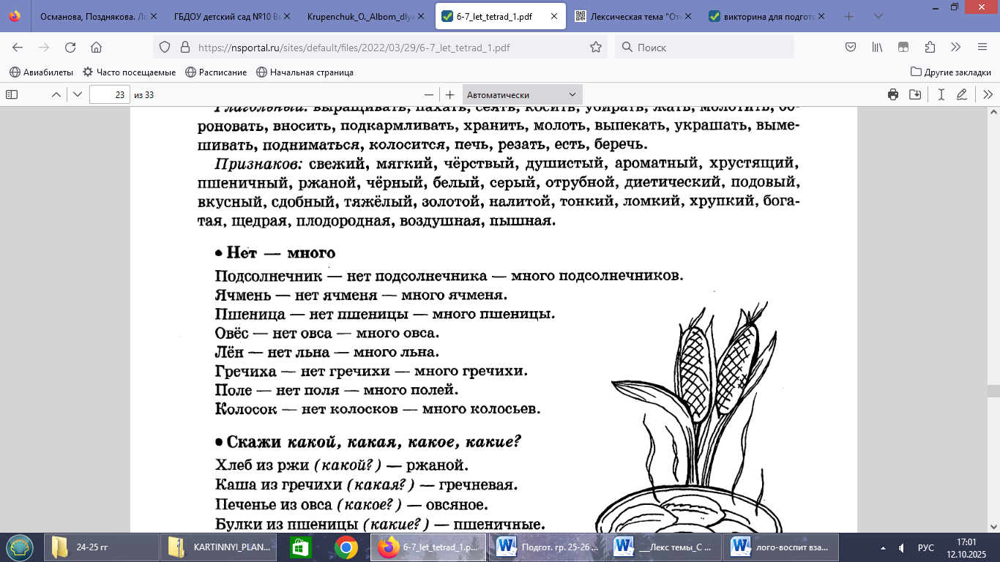 Османова, Позднякова. Ло
ГБДОУ детский сад №10 Вы
Krupenchuk_O._Albom_dlya
6-7_let_tetrad_1.pdf
Лексическая тема "Отк
викторина для подгото
https://nsportal.ru/sites/default/files/2022/03/29/6-7_let_tetrad_1.pdf
Поиск
Авиабилеты
Часто посещаемые
Расписание
Начальная страница
Другие закладки
23 из 33
Автоматически
Глагольный: выращивать, пахать, сеять, косить, убирать, жать, молотить, бо-
роновать, вносить, подкармливать, хранить, молоть, выпекать, украшать, выме-
шивать, подниматься, колосится, печь, резать, есть, беречь.
Признаков: свежий, мягкий, чёрствый, душистый, ароматный, хрустящий,
пшеничный, ржаной, чёрный, белый, серый, отрубной, диетический, подовый,
вкусный, сдобный, тяжёлый, золотой, налитой, тонкий, ломкий, хрупкий, бога-
тая, щедрая, плодородная, воздушная, пышная.
• Нет — много
Подсолнечник — нет подсолнечника — много подсолнечников.
Ячмень — нет ячменя — много ячменя.
Пшеница — нет пшеницы — много пшеницы.
Овёс — нет овса — много овса.
Лён — нет льна — много льна.
Гречиха — нет гречихи — много гречихи.
Поле — нет поля — много полей.
Колосок — нет колосков — много колосьев.
• Скажи какой, какая, какое, какие?
Хлеб из ржи (какой?) — ржаной.
Каша из гречихи (какая?) — гречневая.
Печенье из овса (какое?) — овсяное.
Булки из пшеницы (какие?) — пшеничные.
24-25 гг
KARTINNYI_PLAN...
6-7_let_tetrad_1.p...
Подгот. гр. 25-26 ...
___Лекс темы_С ...
лого-воспит вза...
РУС
17:01
12.10.2025